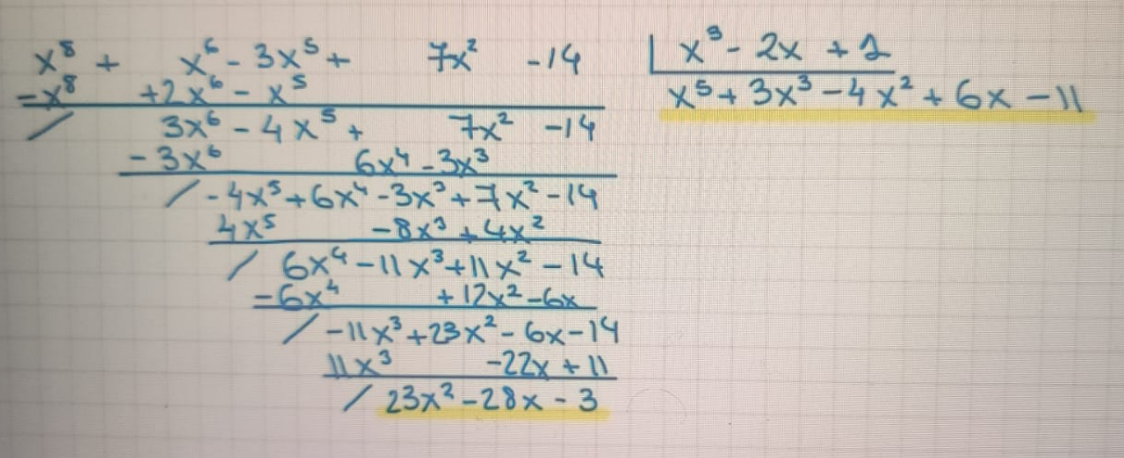 x⁸ + x⁶ - 3x⁵ + 7x² - 14 | x³ - 2x + 1
-x⁸ + 2x⁶ - x⁵ x⁵ + 3x³ - 4x² + 6x - 11
/ 3x⁶ - 4x⁵ + 7x² - 14
- 3x⁶ 6x⁴ - 3x³
/ - 4x⁵ + 6x⁴ - 3x³ + 7x² - 14
4x⁵ - 8x³ + 4x²
/ 6x⁴ - 11x³ + 11x² - 14
- 6x⁴ + 12x² - 6x
/ - 11x³ + 23x² - 6x - 14
11x³ - 22x + 11
/ 23x² - 28x - 3